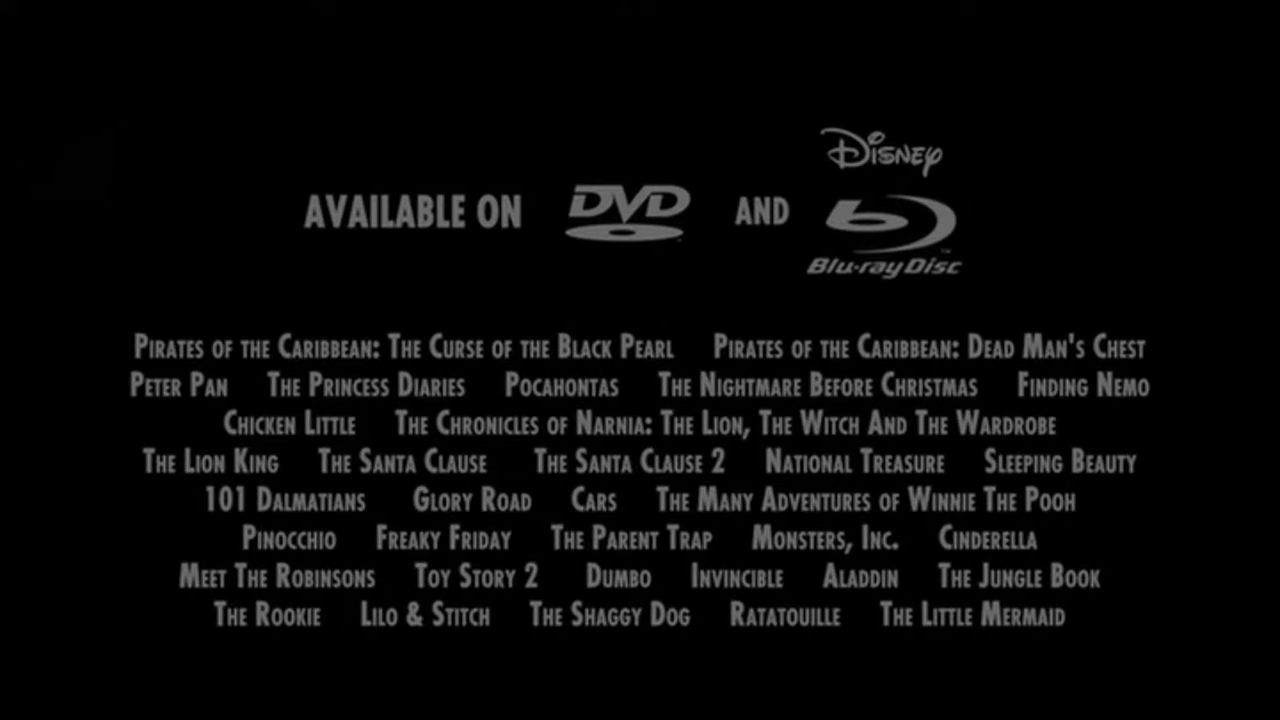 Disney
AVAILABLE ON DVD AND Blu-ray Disc
Pirates of the Caribbean: The Curse of the Black Pearl Pirates of the Caribbean: Dead Man's Chest
Peter Pan The Princess Diaries Pocahontas The Nightmare Before Christmas Finding Nemo
Chicken Little The Chronicles of Narnia: The Lion, The Witch And The Wardrobe
The Lion King The Santa Clause The Santa Clause 2 National Treasure Sleeping Beauty
101 Dalmatians Glory Road Cars The Many Adventures of Winnie The Pooh
Pinocchio Freaky Friday The Parent Trap Monsters, Inc. Cinderella
Meet The Robinsons Toy Story 2 Dumbo Invincible Aladdin The Jungle Book
The Rookie Lilo & Stitch The Shaggy Dog Ratatouille The Little Mermaid